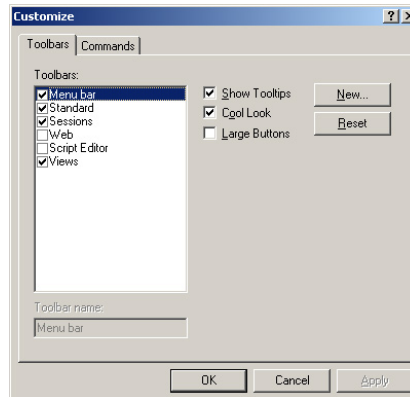 Customize
Toolbars Commands
Toolbars:
Menu bar
Standard
Sessions
Web
Script Editor
Views
Show Tooltips
Cool Look
Large Buttons
New...
Reset
Toolbar name:
Menu bar
OK Cancel Apply